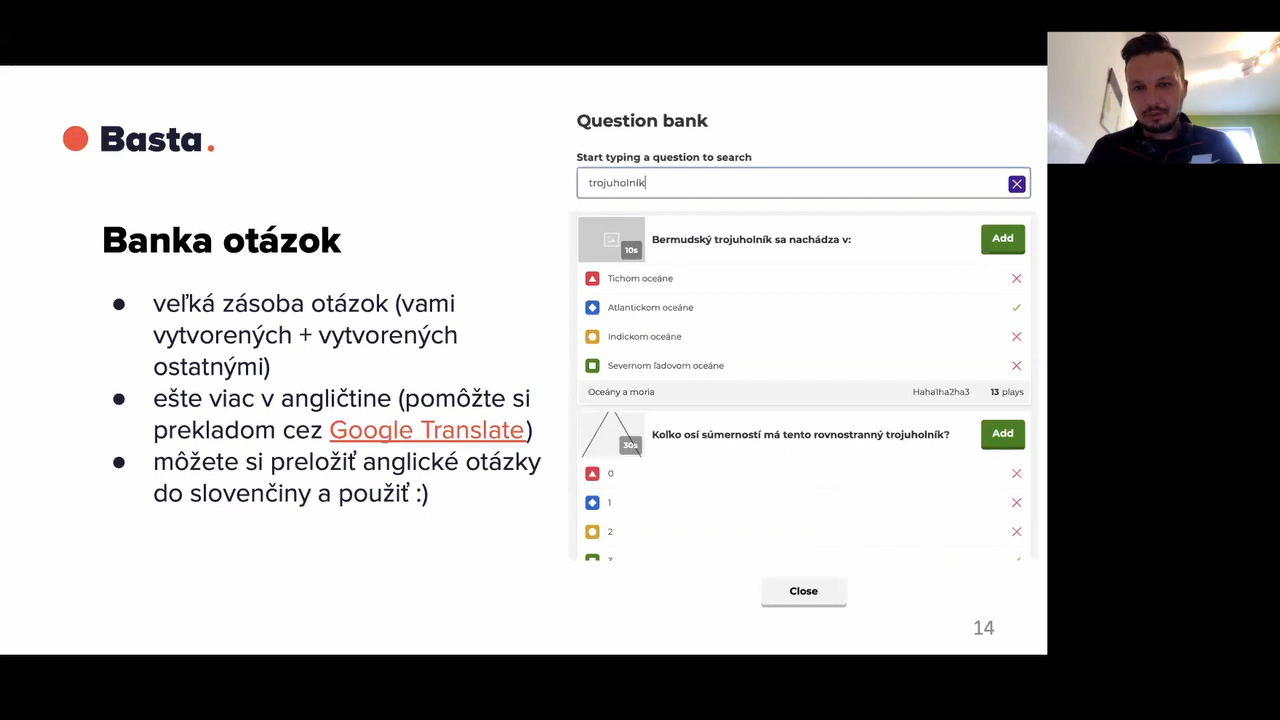 Basta.
Banka otázok
● veľká zásoba otázok (vami
vytvorených + vytvorených
ostatnými)
● ešte viac v angličtine (pomôžte si
prekladom cez Google Translate)
● môžete si preložiť anglické otázky
do slovenčiny a použiť :)
Question bank
Start typing a question to search
trojuholník
10s
Bermudský trojuholník sa nachádza v:
Add
Tichom oceáne
Atlantickom oceáne
Indickom oceáne
Severnom ľadovom oceáne
Oceány a moria Haha1ha2ha3 13 plays
30s
Koľko osí súmerností má tento rovnostranný trojuholník?
Add
0
1
2
Close
14